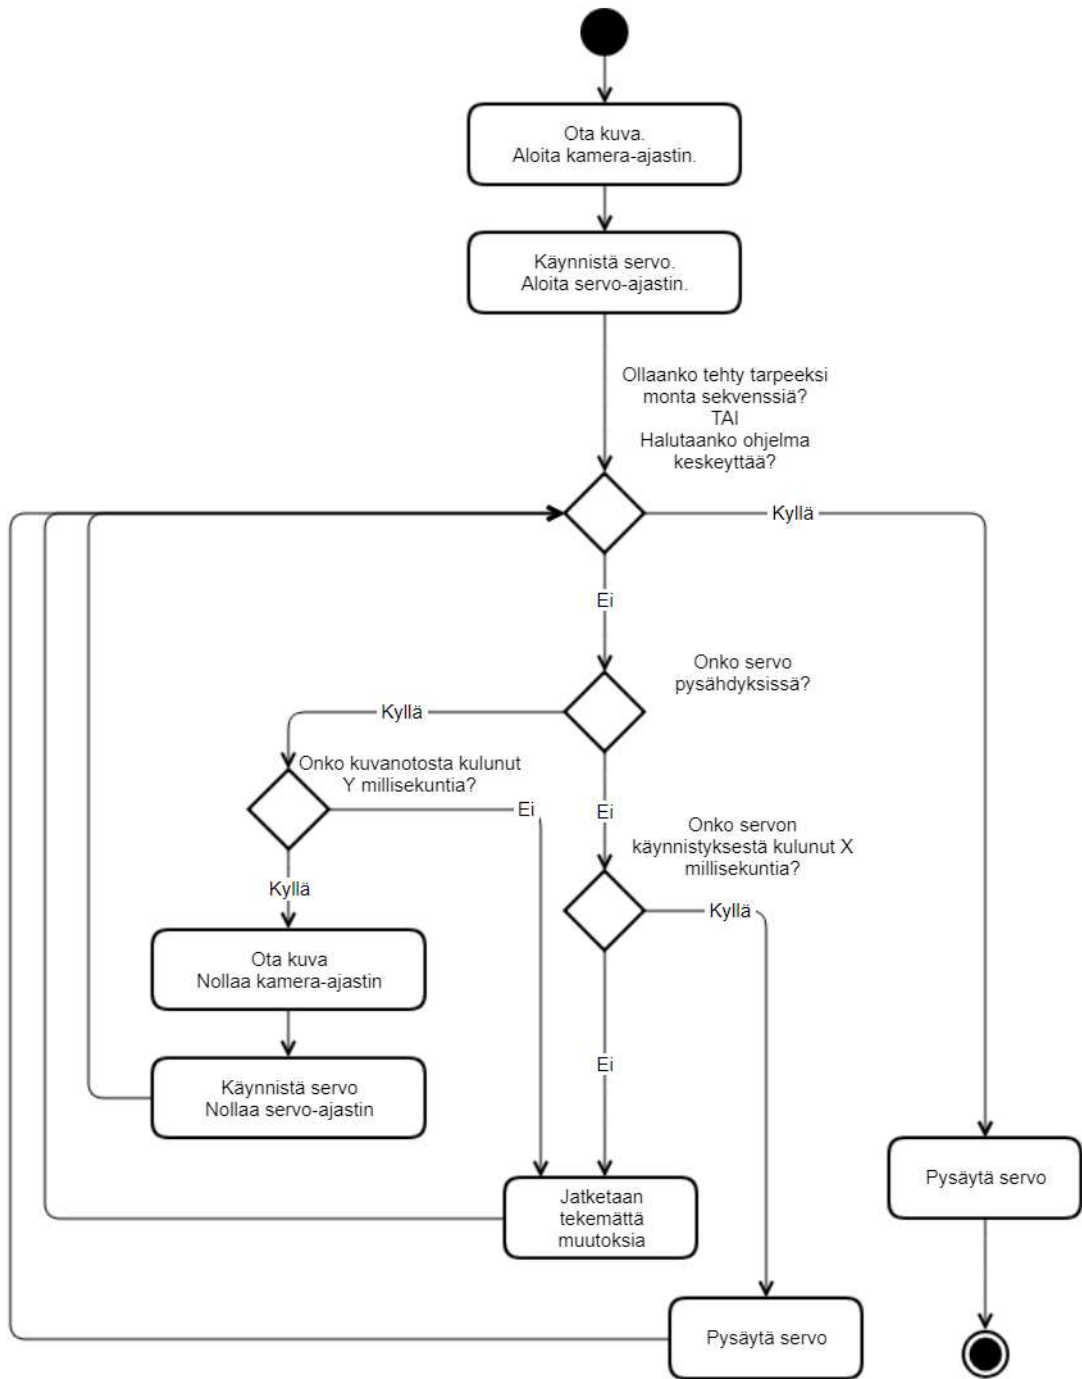 Ota kuva.
Aloita kamera-ajastin.
Käynnistä servo.
Aloita servo-ajastin.
Ollaanko tehty tarpeeksi
monta sekvenssiä?
TAI
Halutaanko ohjelma
keskeyttää?
Kyllä
Ei
Onko servo
pysähdyksissä?
Kyllä
Onko kuvanotosta kulunut
Y millisekuntia?
Ei
Ei
Onko servon
käynnistyksestä kulunut X
millisekuntia?
Kyllä
Kyllä
Ota kuva
Nollaa kamera-ajastin
Ei
Käynnistä servo
Nollaa servo-ajastin
Jatketaan
tekemättä
muutoksia
Pysäytä servo
Pysäytä servo